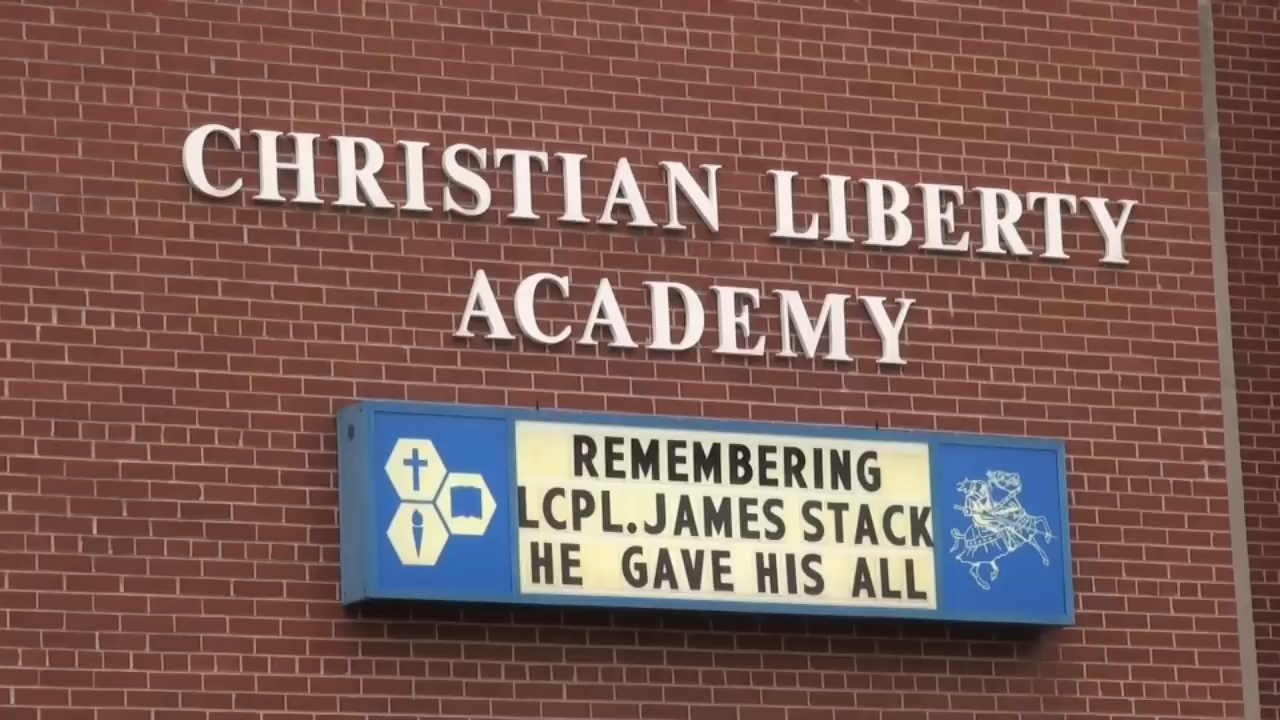 CHRISTIAN LIBERTY
ACADEMY
REMEMBERING
LCPL. JAMES STACK
HE GAVE HIS ALL